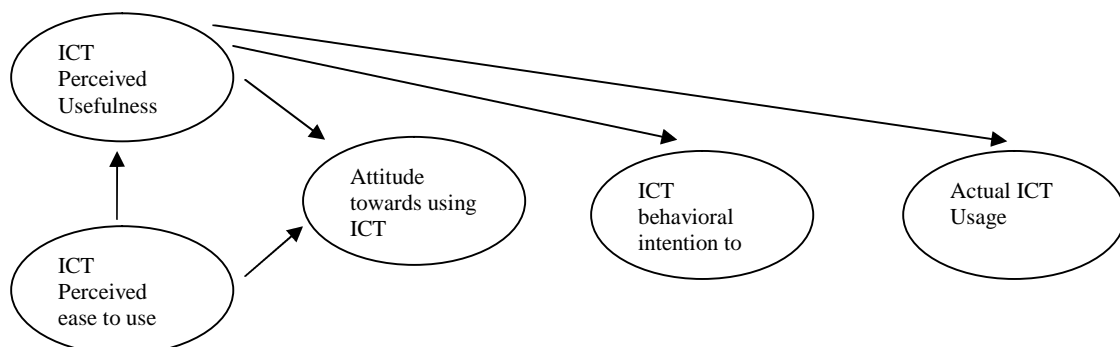 ICT
Perceived
Usefulness
Attitude
towards using
ICT
ICT
behavioral
intention to
Actual ICT
Usage
ICT
Perceived
ease to use